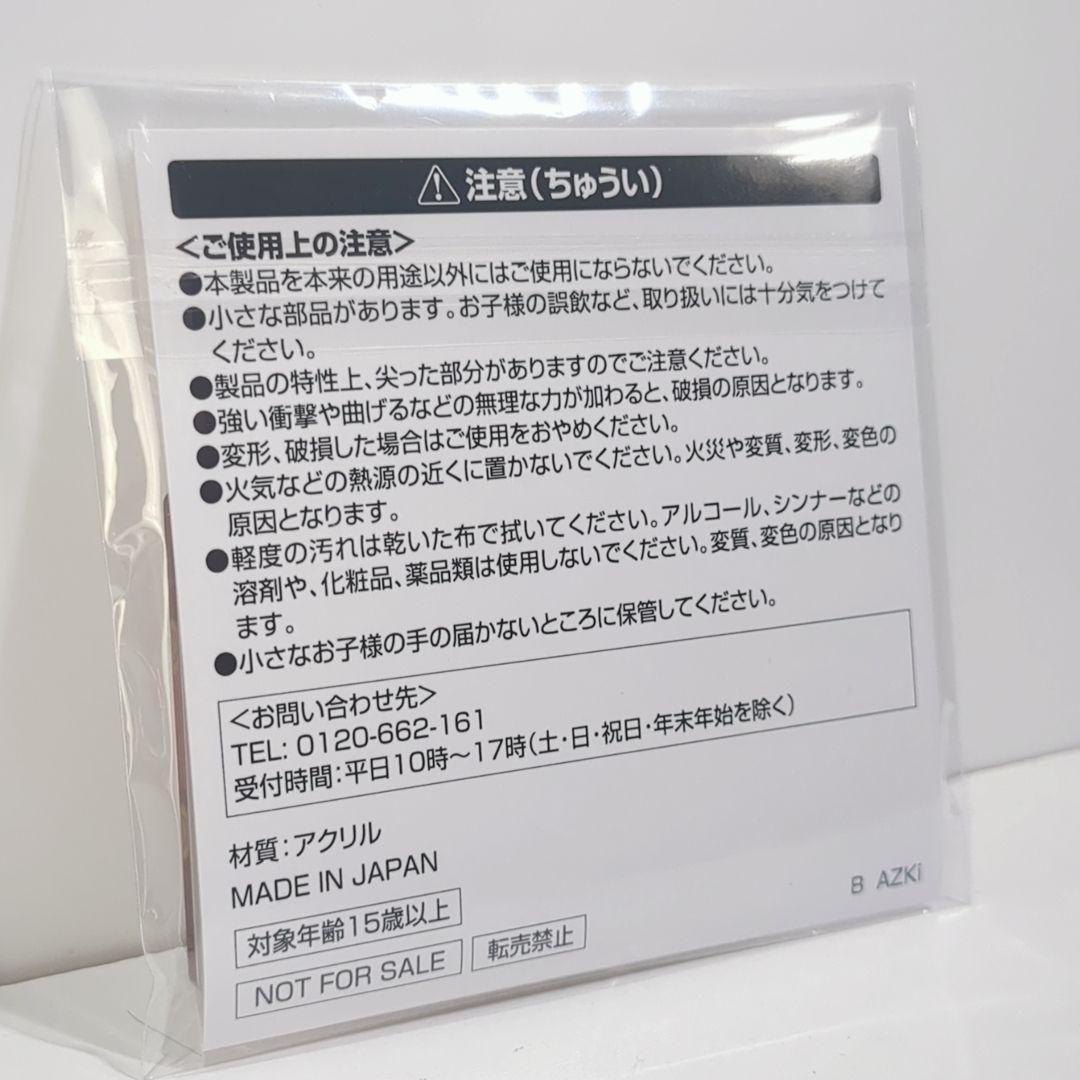 ⚠注意(ちゅうい)
<ご使用上の注意>
●本製品を本来の用途以外にはご使用にならないでください。
●小さな部品があります。お子様の誤飲など、取り扱いには十分気をつけて
ください。
●製品の特性上、尖った部分がありますのでご注意ください。
●強い衝撃や曲げるなどの無理な力が加わると、破損の原因となります。
●変形、破損した場合はご使用をおやめください。
●火気などの熱源の近くに置かないでください。火災や変質、変形、変色の
原因となります。
●軽度の汚れは乾いた布で拭いてください。アルコール、シンナーなどの
溶剤や、化粧品、薬品類は使用しないでください。変質、変色の原因となり
ます。
●小さなお子様の手の届かないところに保管してください。
<お問い合わせ先>
TEL: 0120-662-161
受付時間:平日10時〜17時(土・日・祝日・年末年始を除く)
材質:アクリル
MADE IN JAPAN
対象年齢15歳以上
NOT FOR SALE
転売禁止
B AZKi